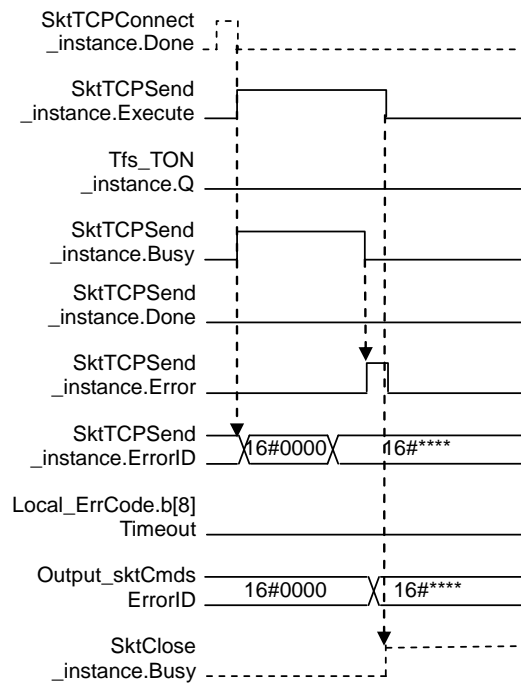 SktTCPConnect
_instance.Done
SktTCPSend
_instance.Execute
Tfs_TON
_instance.Q
SktTCPSend
_instance.Busy
SktTCPSend
_instance.Done
SktTCPSend
_instance.Error
SktTCPSend
_instance.ErrorID
16#0000 16#****
Local_ErrCode.b[8]
Timeout
Output_sktCmds
ErrorID
16#0000 16#****
SktClose
_instance.Busy